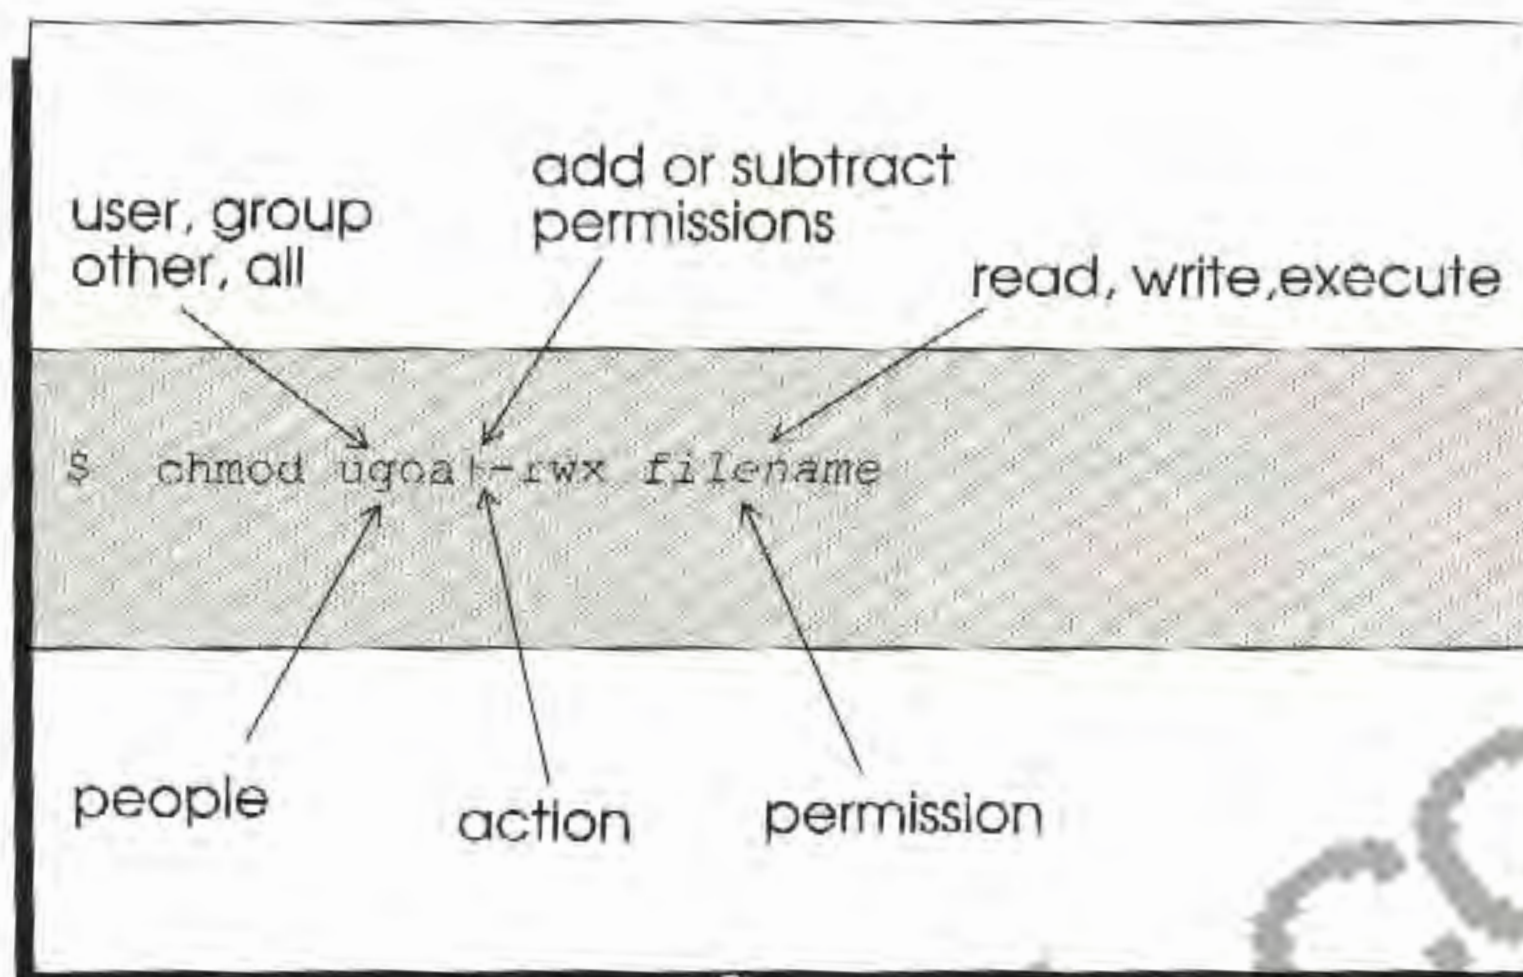 add or subtract
permissions
user, group
other, all
read, write,execute
$ chmod ugoa+-rwx filename
people
action
permission